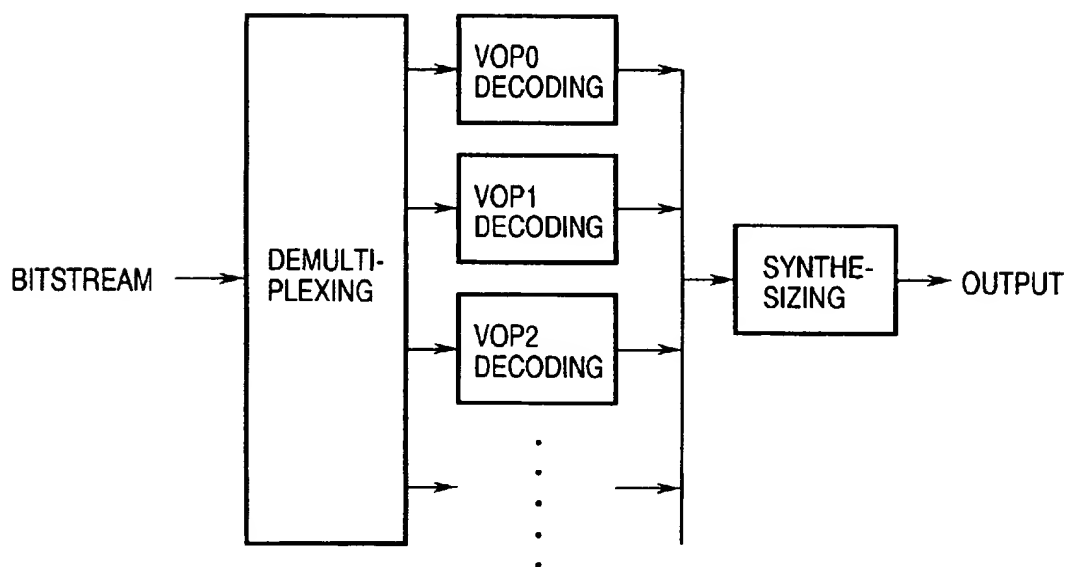 BITSTREAM
DEMULTI-
PLEXING
VOP0
DECODING
VOP1
DECODING
VOP2
DECODING
SYNTHE-
SIZING
OUTPUT